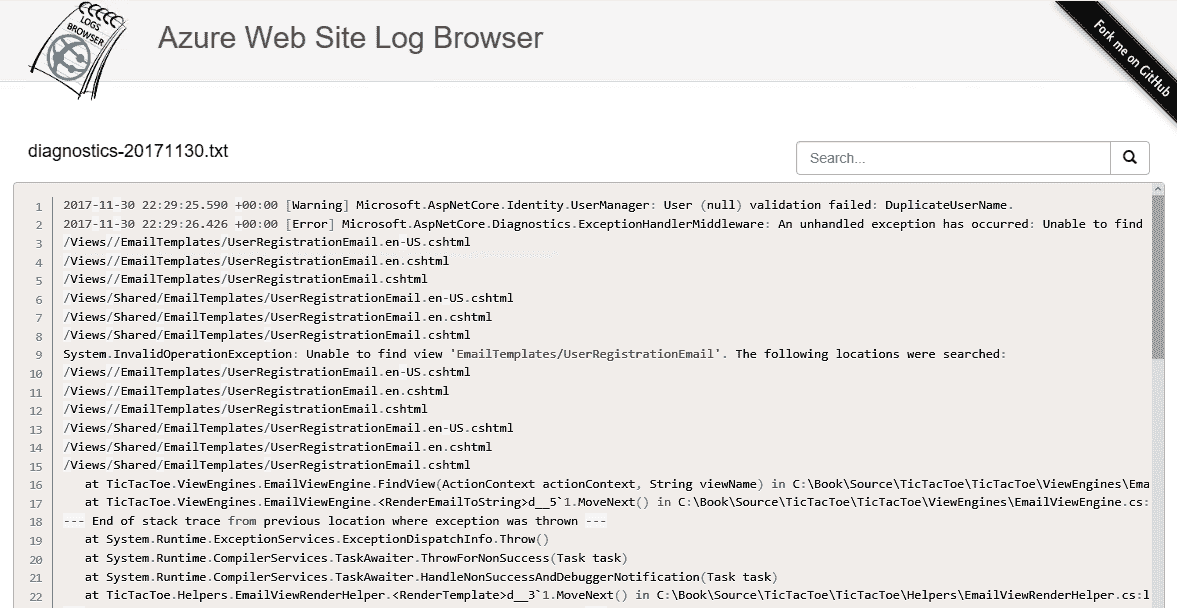 LOGS
BROWSER
Azure Web Site Log Browser
Fork me on GitHub
diagnostics-20171130.txt
Search...
1 2017-11-30 22:29:25.590 +00:00 [Warning] Microsoft.AspNetCore.Identity.UserManager: User (null) validation failed: DuplicateUserName.
2 2017-11-30 22:29:26.426 +00:00 [Error] Microsoft.AspNetCore.Diagnostics.ExceptionHandlerMiddleware: An unhandled exception has occurred: Unable to find
3 /Views//EmailTemplates/UserRegistrationEmail.en-US.cshtml
4 /Views//EmailTemplates/UserRegistrationEmail.en.cshtml
5 /Views//EmailTemplates/UserRegistrationEmail.cshtml
6 /Views/Shared/EmailTemplates/UserRegistrationEmail.en-US.cshtml
7 /Views/Shared/EmailTemplates/UserRegistrationEmail.en.cshtml
8 /Views/Shared/EmailTemplates/UserRegistrationEmail.cshtml
9 System.InvalidOperationException: Unable to find view 'EmailTemplates/UserRegistrationEmail'. The following locations were searched:
10 /Views//EmailTemplates/UserRegistrationEmail.en-US.cshtml
11 /Views//EmailTemplates/UserRegistrationEmail.en.cshtml
12 /Views//EmailTemplates/UserRegistrationEmail.cshtml
13 /Views/Shared/EmailTemplates/UserRegistrationEmail.en-US.cshtml
14 /Views/Shared/EmailTemplates/UserRegistrationEmail.en.cshtml
15 /Views/Shared/EmailTemplates/UserRegistrationEmail.cshtml
16 at TicTacToe.ViewEngines.EmailViewEngine.FindView(ActionContext actionContext, String viewName) in C:\Book\Source\TicTacToe\TicTacToe\ViewEngines\Ema
17 at TicTacToe.ViewEngines.EmailViewEngine.<RenderEmailToString>d__5`1.MoveNext() in C:\Book\Source\TicTacToe\TicTacToe\ViewEngines\EmailViewEngine.cs:
18 --- End of stack trace from previous location where exception was thrown ---
19 at System.Runtime.ExceptionServices.ExceptionDispatchInfo.Throw()
20 at System.Runtime.CompilerServices.TaskAwaiter.ThrowForNonSuccess(Task task)
21 at System.Runtime.CompilerServices.TaskAwaiter.HandleNonSuccessAndDebuggerNotification(Task task)
22 at TicTacToe.Helpers.EmailViewRenderHelper.<RenderTemplate>d__3`1.MoveNext() in C:\Book\Source\TicTacToe\TicTacToe\Helpers\EmailViewRenderHelper.cs:l